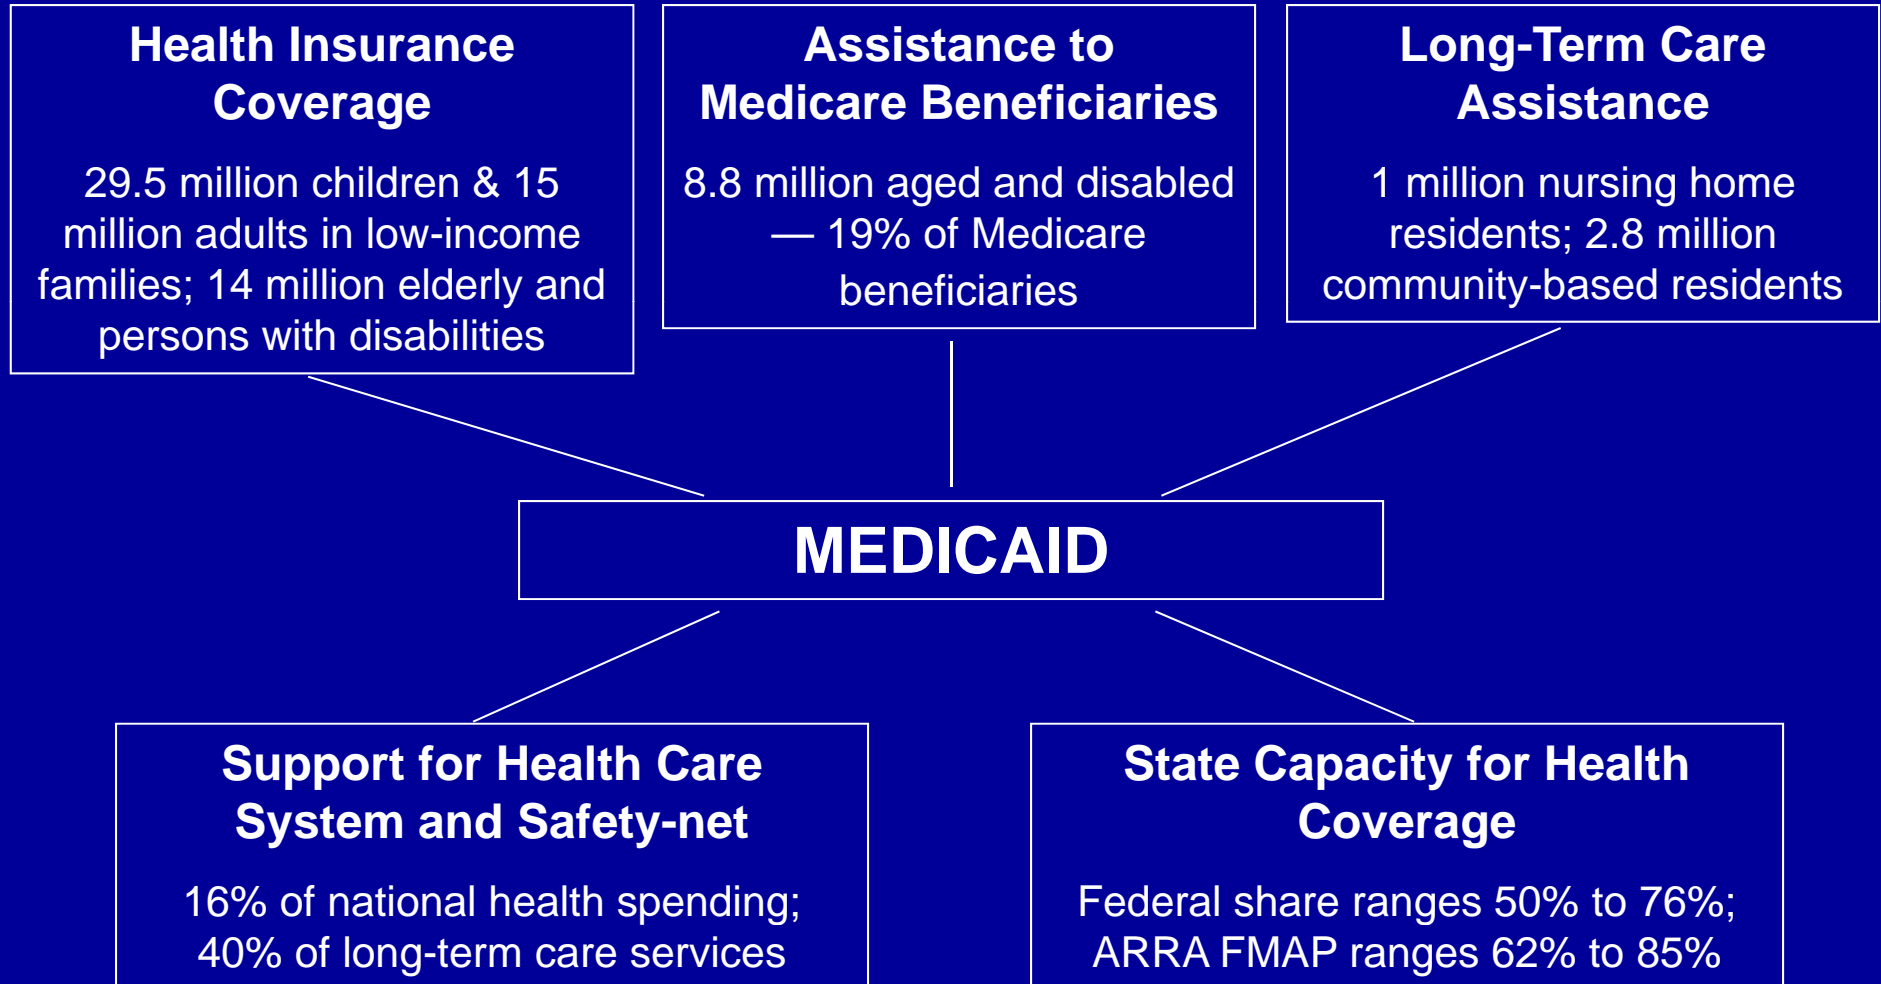 Health Insurance
Coverage
29.5 million children & 15
million adults in low-income
families; 14 million elderly and
persons with disabilities
Assistance to
Medicare Beneficiaries
8.8 million aged and disabled
— 19% of Medicare
beneficiaries
Long-Term Care
Assistance
1 million nursing home
residents; 2.8 million
community-based residents
MEDICAID
Support for Health Care
System and Safety-net
16% of national health spending;
40% of long-term care services
State Capacity for Health
Coverage
Federal share ranges 50% to 76%;
ARRA FMAP ranges 62% to 85%